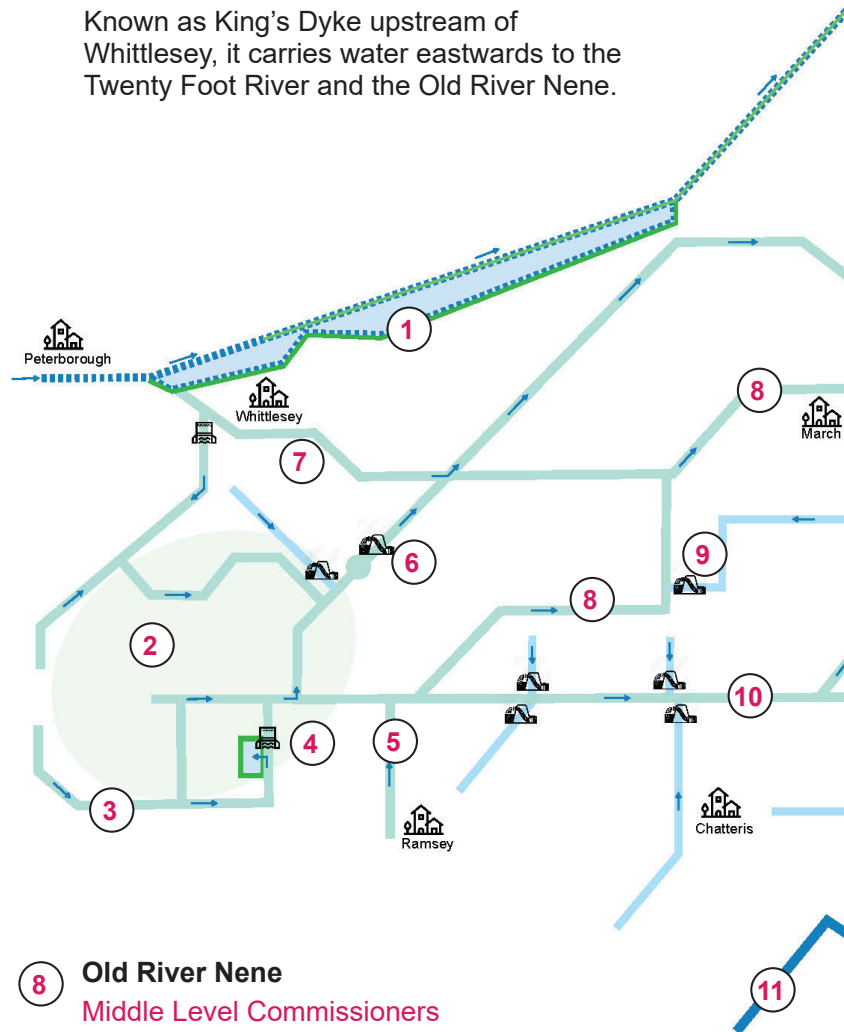 Known as King's Dyke upstream of
Whittlesey, it carries water eastwards to the
Twenty Foot River and the Old River Nene.
1
Peterborough
Whittlesey
8
March
7
6
9
8
2
10
4
5
3
Ramsey
Chatteris
8 Old River Nene
Middle Level Commissioners
11